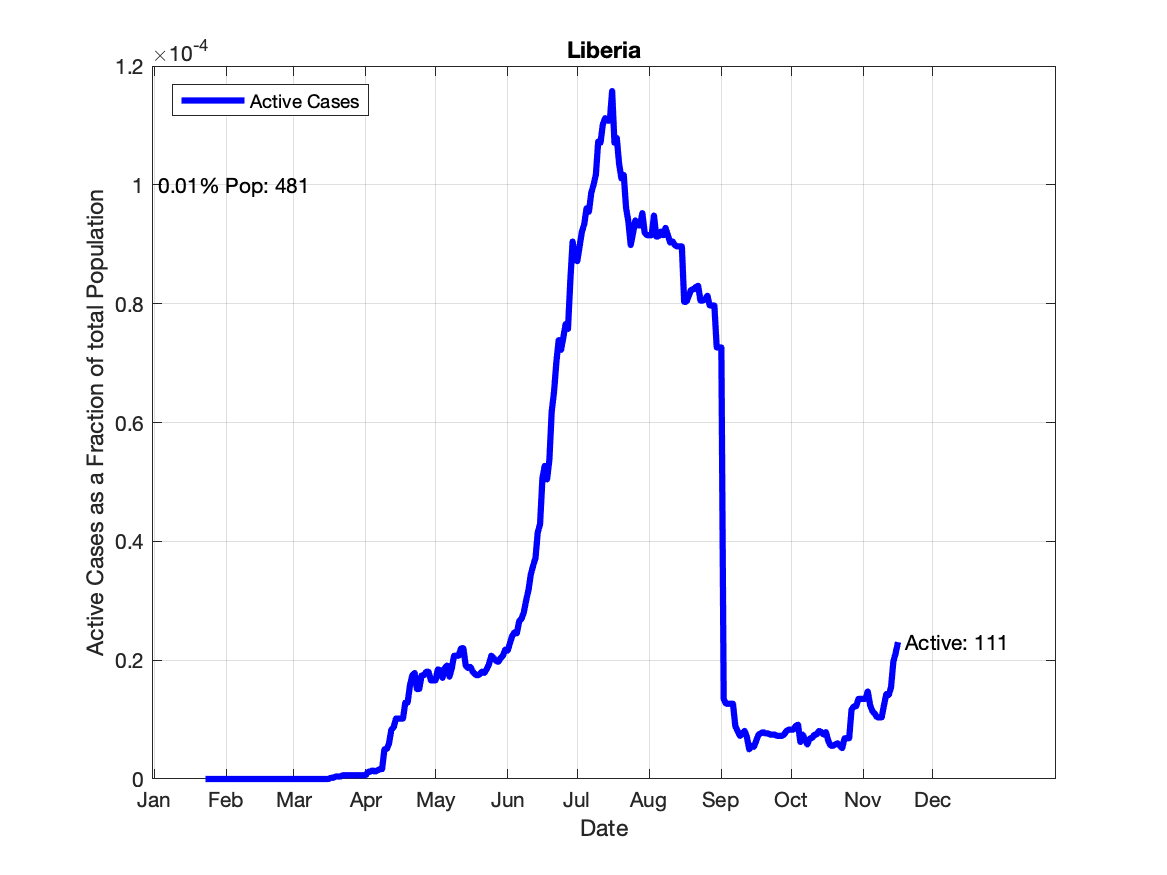 Liberia
×10-4
1.2
Active Cases
1
0.01% Pop: 481
0.8
0.6
0.4
0.2
0
Active: 111
Jan Feb Mar Apr May Jun Jul Aug Sep Oct Nov Dec
Date
Active Cases as a Fraction of total Population